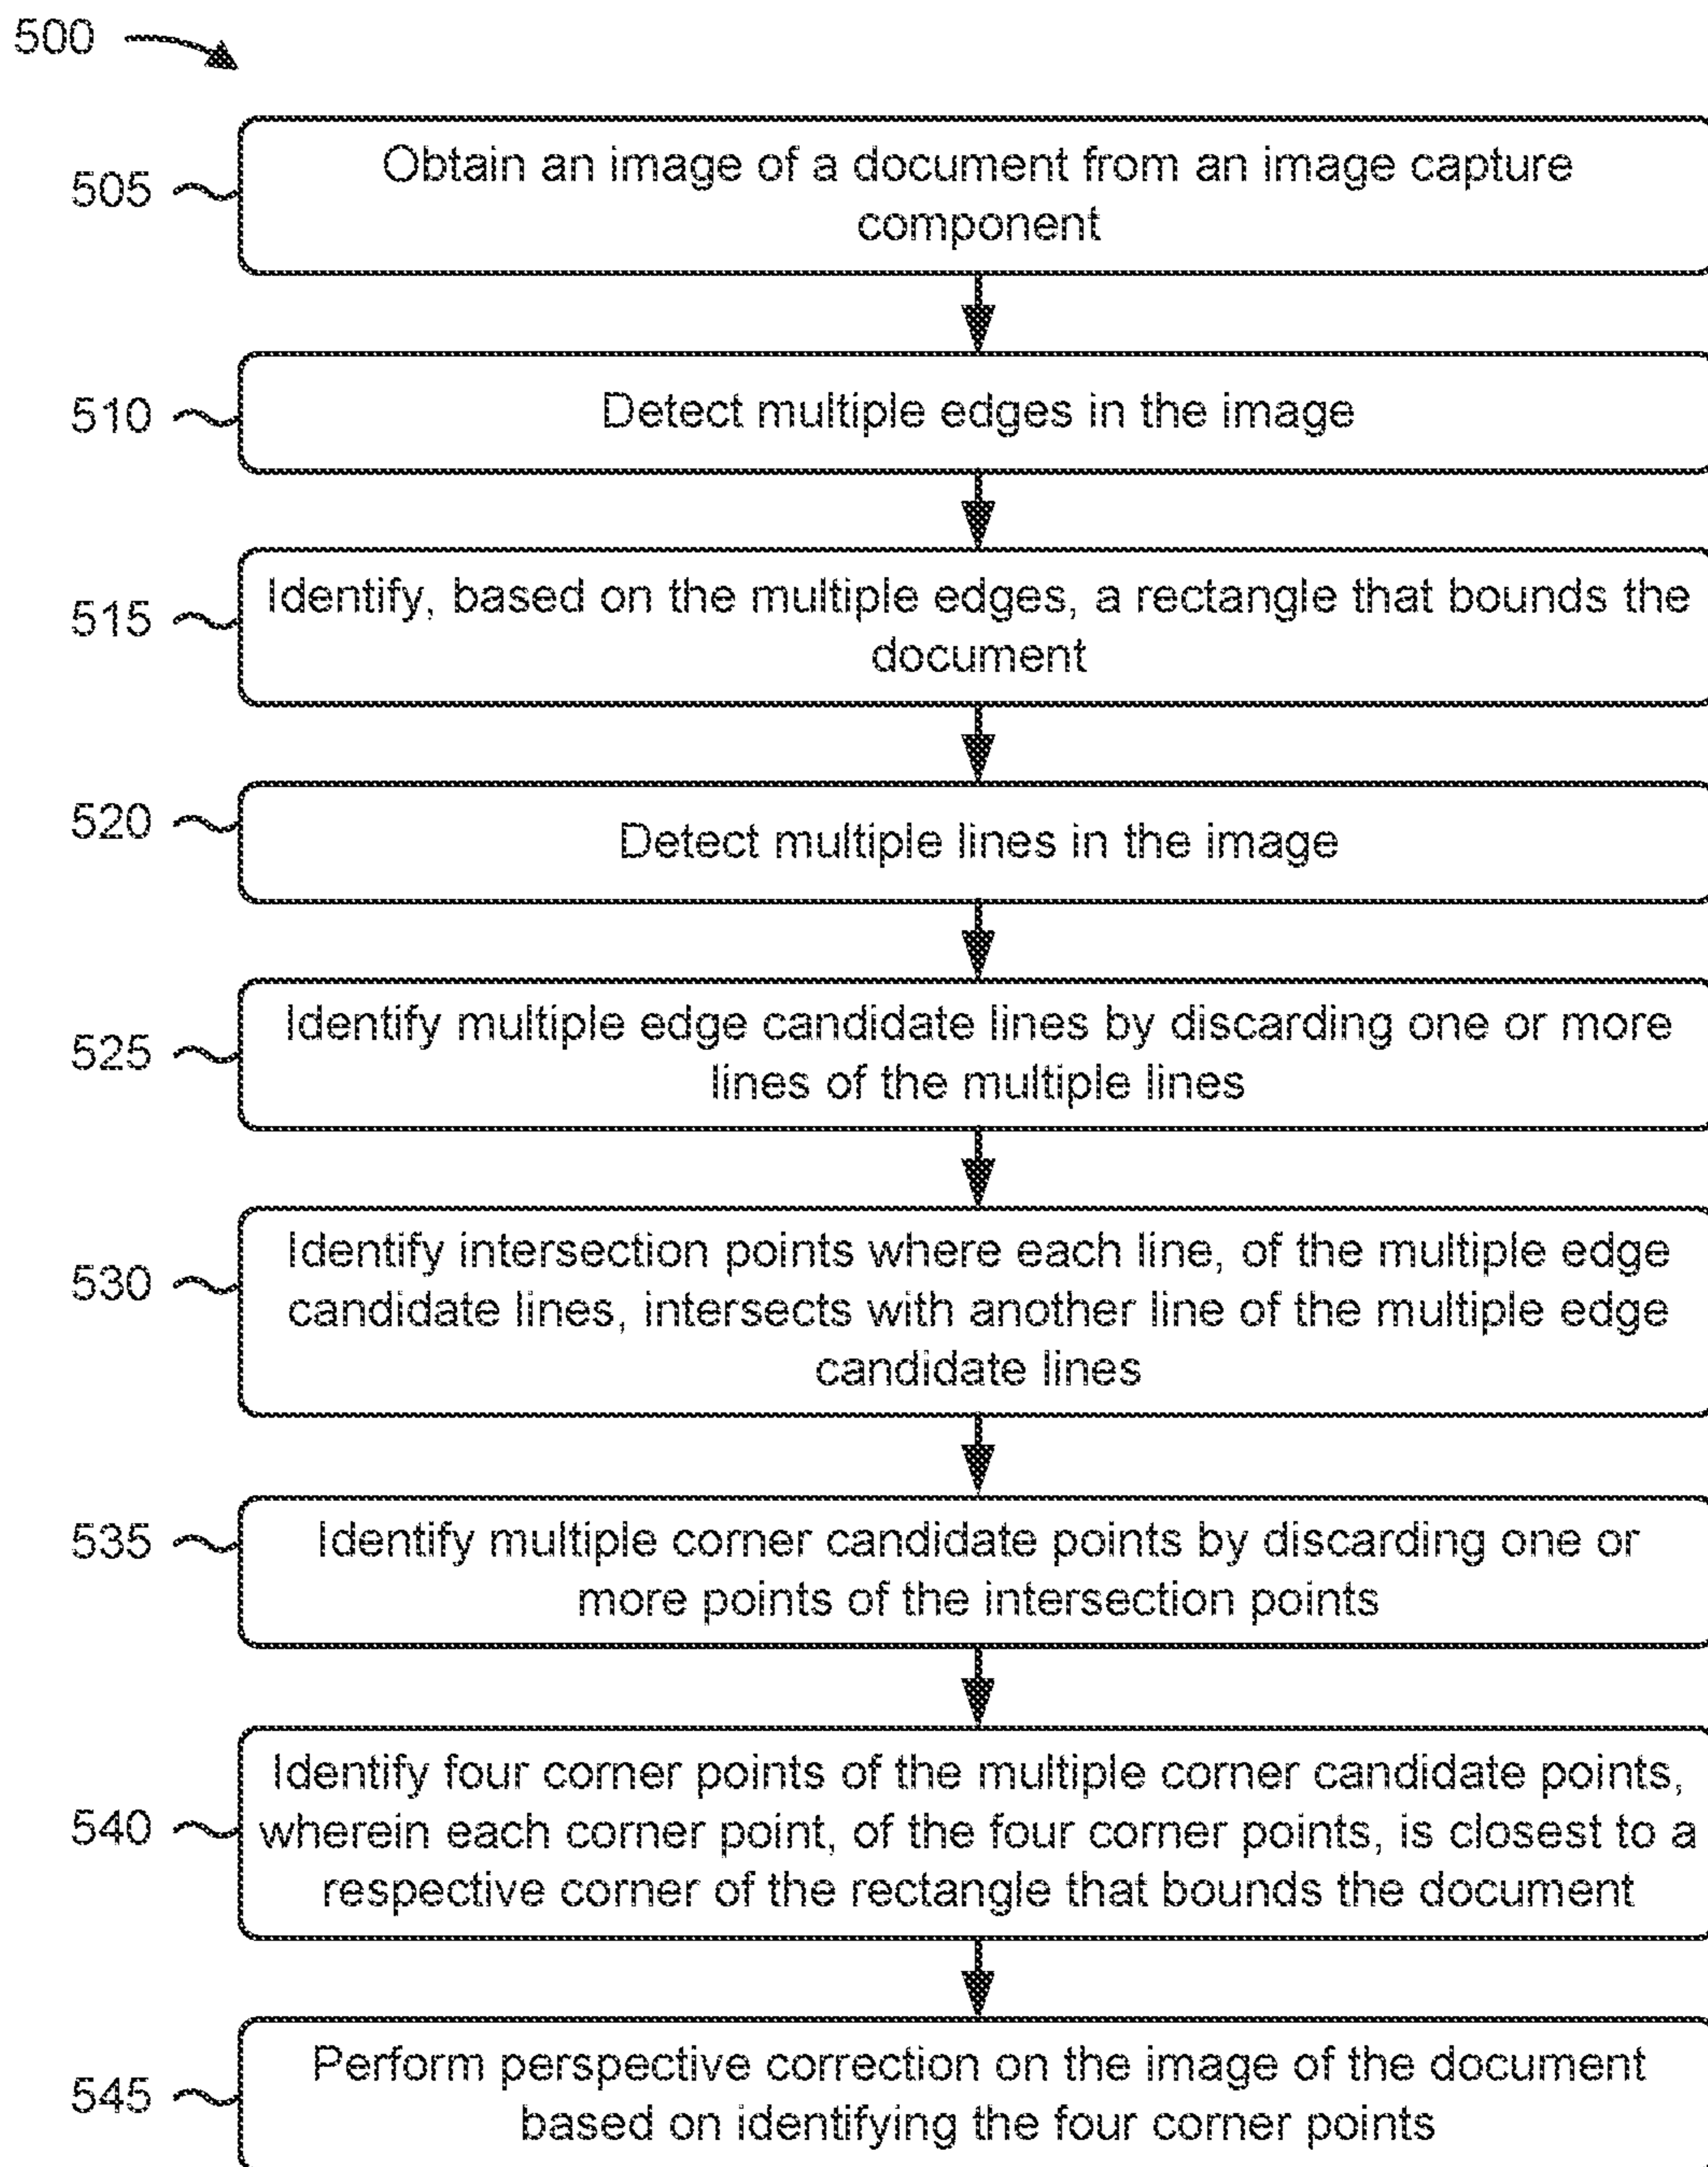 500
505
Obtain an image of a document from an image capture
component
510
Detect multiple edges in the image
515
Identify, based on the multiple edges, a rectangle that bounds the
document
520
Detect multiple lines in the image
525
Identify multiple edge candidate lines by discarding one or more
lines of the multiple lines
530
Identify intersection points where each line, of the multiple edge
candidate lines, intersects with another line of the multiple edge
candidate lines
535
Identify multiple corner candidate points by discarding one or
more points of the intersection points
540
Identify four corner points of the multiple corner candidate points,
wherein each corner point, of the four corner points, is closest to a
respective corner of the rectangle that bounds the document
545
Perform perspective correction on the image of the document
based on identifying the four corner points